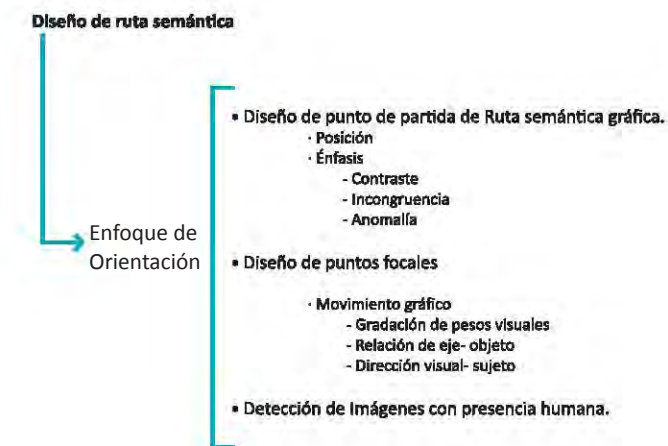 Diseño de ruta semántica
Enfoque de
Orientación
▪ Diseño de punto de partida de Ruta semántica gráfica.
· Posición
· Énfasis
- Contraste
- Incongruencia
- Anomalía
▪ Diseño de puntos focales
· Movimiento gráfico
- Gradación de pesos visuales
- Relación de eje- objeto
- Dirección visual- sujeto
▪ Detección de Imágenes con presencia humana.